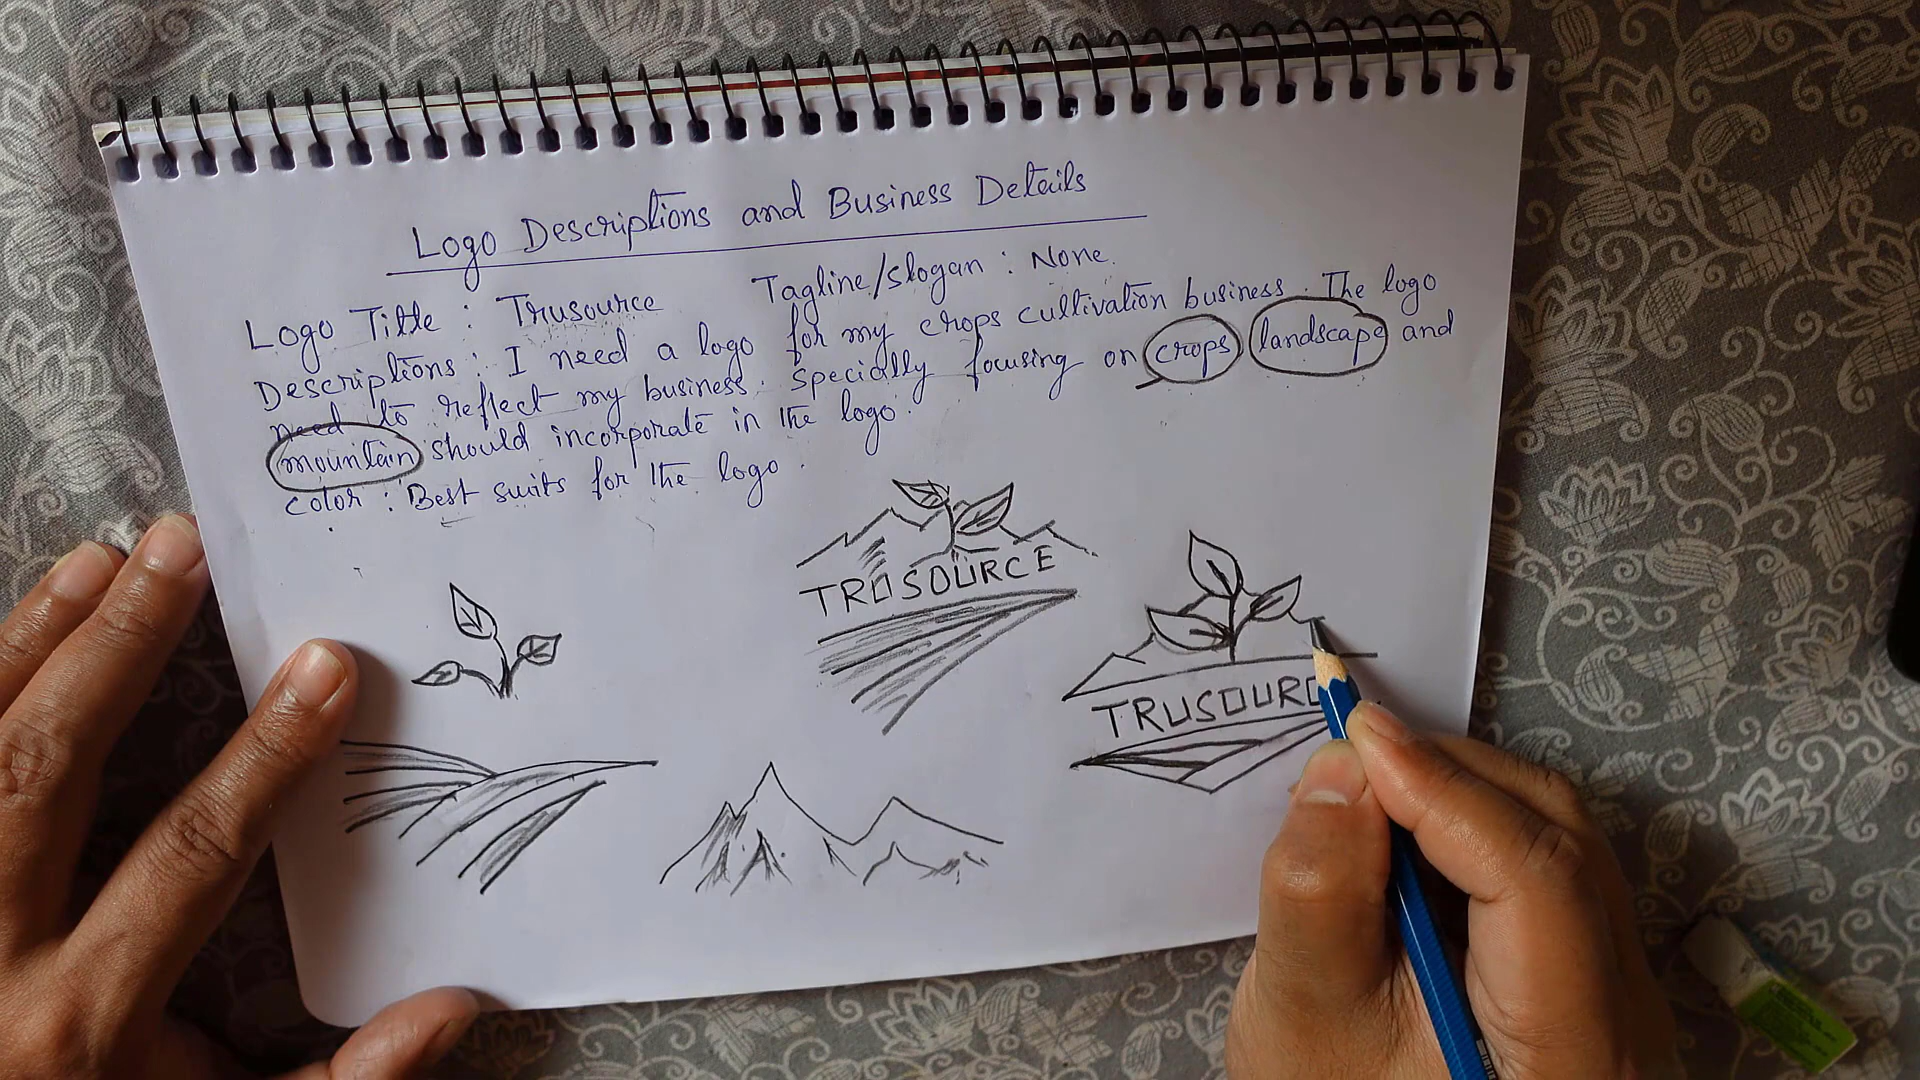 Logo Descriptions and Business Details
Logo Title : Trusource Tagline/slogan : None
Descriptions : I need a logo for my crops cultivation business. The logo
need to reflect my business. specially focusing on crops landscape and
mountain should incorporate in the logo.
color : Best suits for the logo.
TRUSOURCE
TRUSOURC